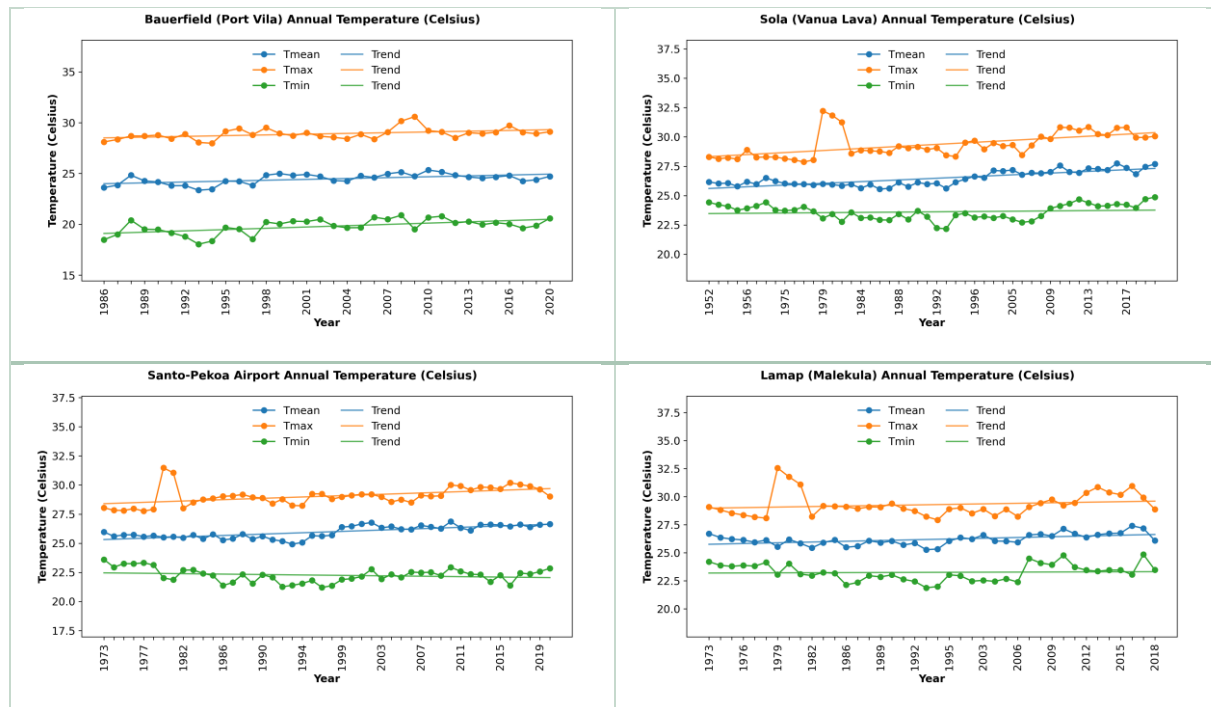 Bauerfield (Port Vila) Annual Temperature (Celsius)
Tmean Trend
Tmax Trend
Tmin Trend
35
30
25
20
15
Temperature (Celsius)
1986 1989 1992 1995 1998 2001 2004 2007 2010 2013 2016 2020
Year
Sola (Vanua Lava) Annual Temperature (Celsius)
Tmean Trend
Tmax Trend
Tmin Trend
37.5
35.0
32.5
30.0
27.5
25.0
22.5
20.0
Temperature (Celsius)
1952 1956 1975 1979 1984 1988 1992 1996 2005 2009 2013 2017
Year
Santo-Pekoa Airport Annual Temperature (Celsius)
Tmean Trend
Tmax Trend
Tmin Trend
37.5
35.0
32.5
30.0
27.5
25.0
22.5
20.0
17.5
Temperature (Celsius)
1973 1977 1982 1986 1990 1994 1999 2003 2007 2011 2015 2019
Year
Lamap (Malekula) Annual Temperature (Celsius)
Tmean Trend
Tmax Trend
Tmin Trend
37.5
35.0
32.5
30.0
27.5
25.0
22.5
20.0
Temperature (Celsius)
1973 1976 1979 1982 1986 1989 1992 1995 2003 2006 2009 2012 2015 2018
Year